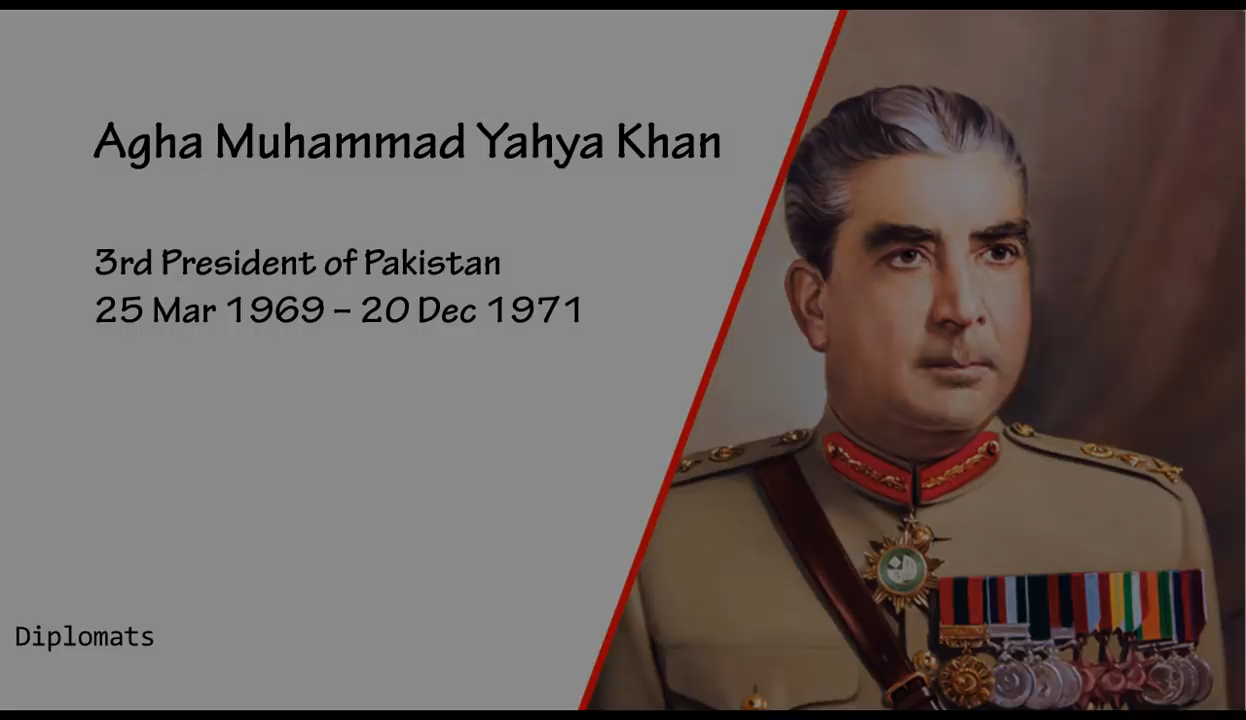 Agha Muhammad Yahya Khan
3rd President of Pakistan
25 Mar 1969 – 20 Dec 1971
Diplomats